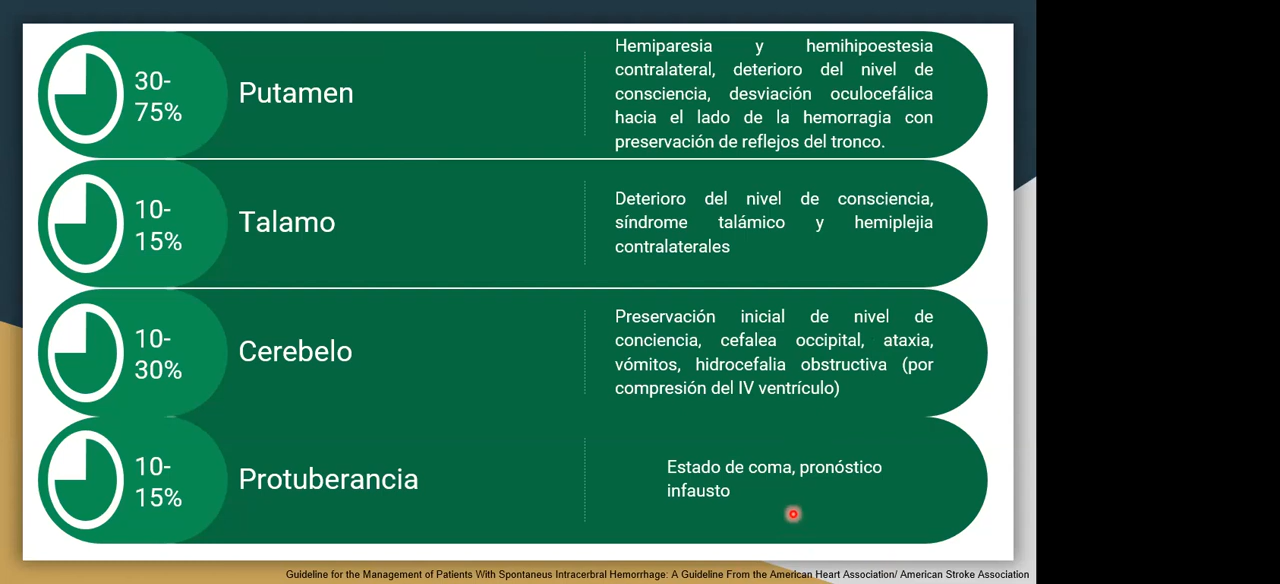 30-
75%
Putamen
Hemiparesia y hemihipoestesia
contralateral, deterioro del nivel de
consciencia, desviación oculocefálica
hacia el lado de la hemorragia con
preservación de reflejos del tronco.
10-
15%
Talamo
Deterioro del nivel de consciencia,
síndrome talámico y hemiplejia
contralaterales
10-
30%
Cerebelo
Preservación inicial de nivel de
conciencia, cefalea occipital, ataxia,
vómitos, hidrocefalia obstructiva (por
compresión del IV ventrículo)
10-
15%
Protuberancia
Estado de coma, pronóstico
infausto
Guideline for the Management of Patients With Spontaneus Intracerbral Hemorrhage: A Guideline From the American Heart Association/ American Stroke Association